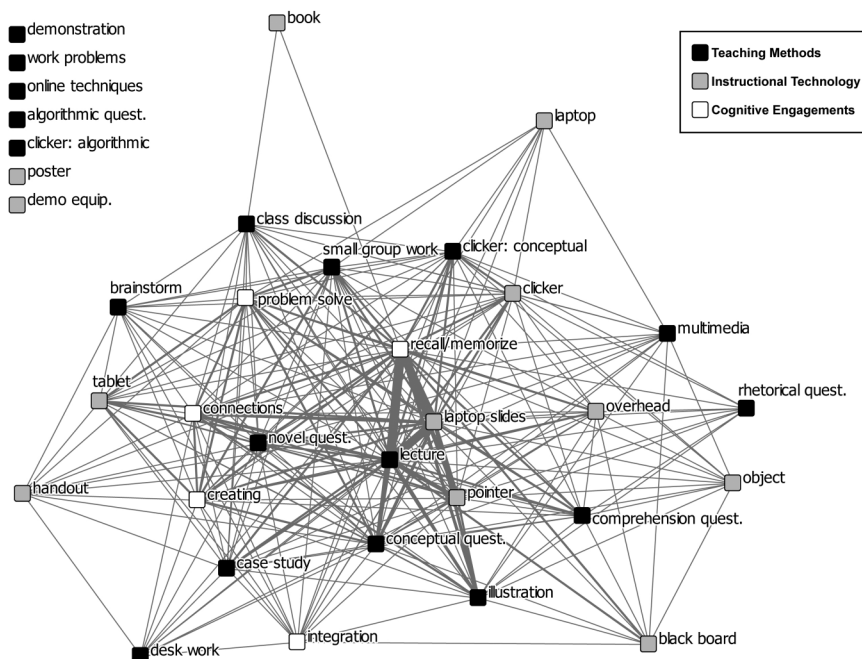 book
demonstration
work problems
online techniques
algorithmic quest.
clicker: algorithmic
poster
demo equip.
Teaching Methods
Instructional Technology
Cognitive Engagements
laptop
class discussion
small group work
clicker: conceptual
brainstorm
problem solve
clicker
multimedia
recall/memorize
tablet
rhetorical quest.
connections
laptop slides
overhead
novel quest.
lecture
handout
creating
pointer
object
comprehension quest.
conceptual quest.
case study
illustration
integration
black board
desk work